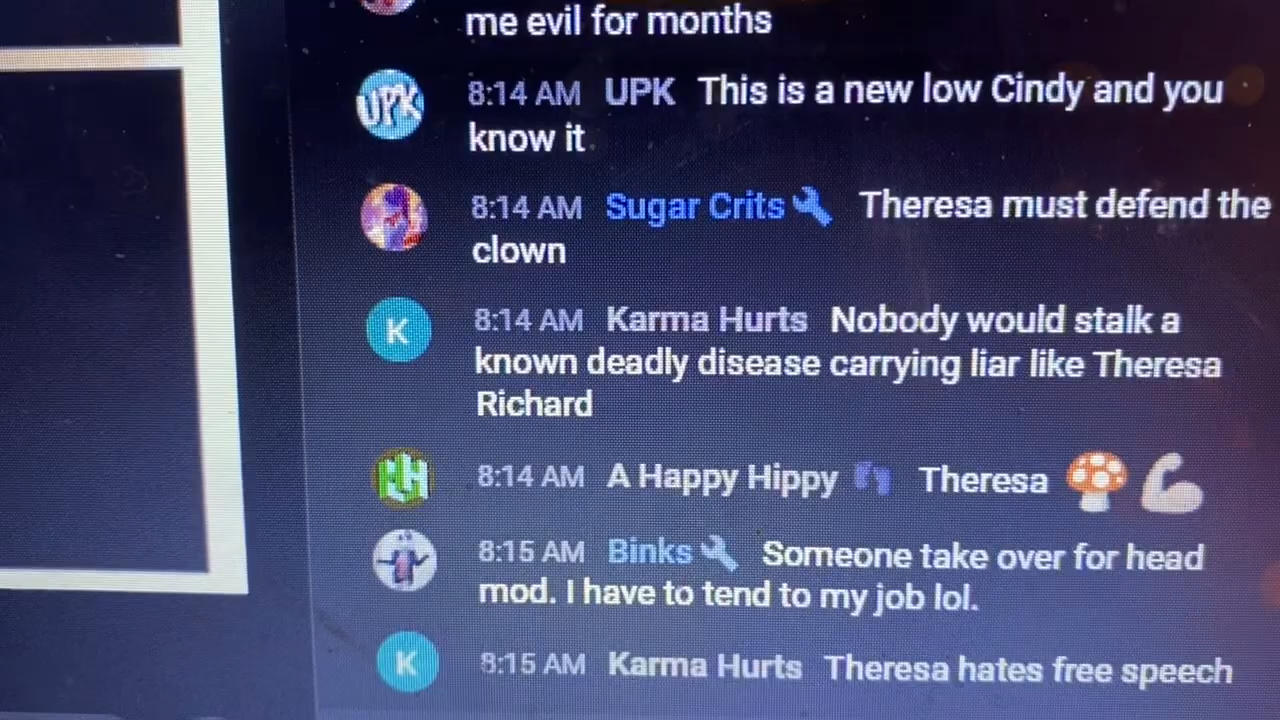 me evil for months
UPK
8:14 AM UPK This is a new low Cindy and you
know it
8:14 AM Sugar Crits Theresa must defend the
clown
K
8:14 AM Karma Hurts Nobody would stalk a
known deadly disease carrying liar like Theresa
Richard
HH
8:14 AM A Happy Hippy Theresa
8:15 AM Binks Someone take over for head
mod. I have to tend to my job lol.
K
8:15 AM Karma Hurts Theresa hates free speech